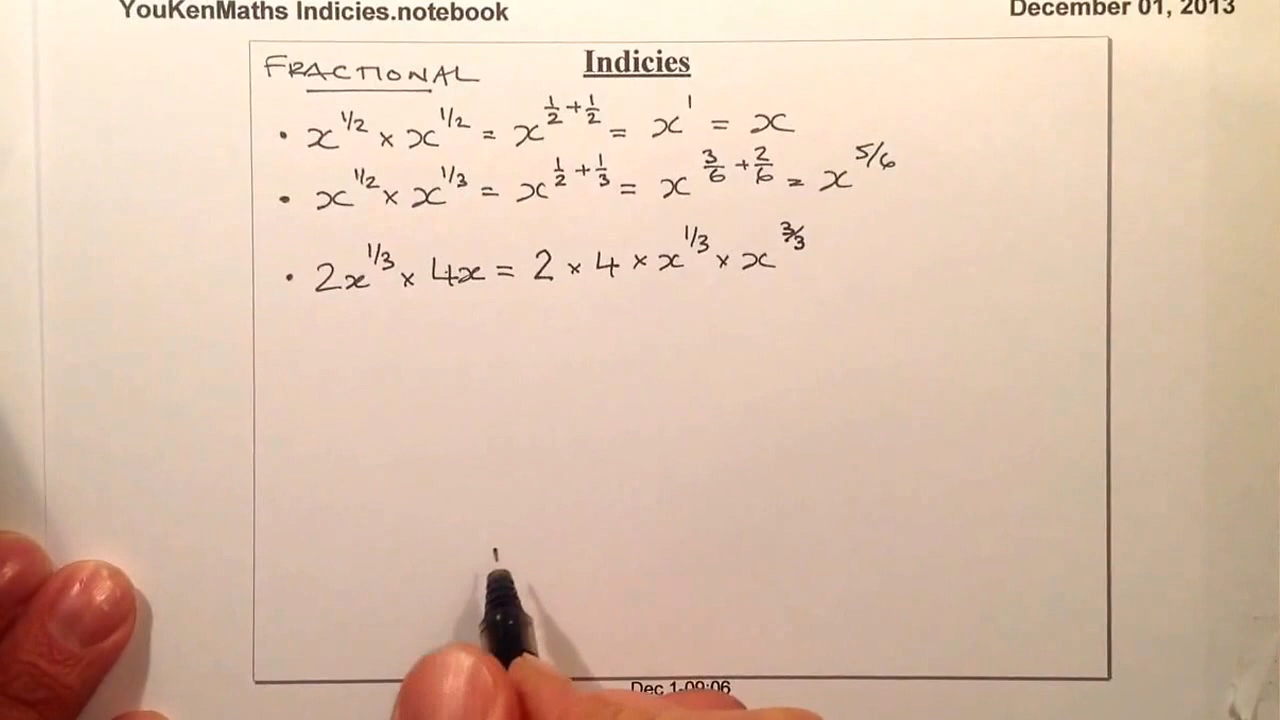 YouKenMaths Indicies.notebook December 01, 2013
FRACTIONAL Indicies
• x^1/2 × x^1/2 = x^(1/2 + 1/2) = x^1 = x
• x^1/2 × x^1/3 = x^(1/2 + 1/3) = x^(3/6 + 2/6) = x^5/6
• 2x^1/3 × 4x = 2 × 4 × x^1/3 × x^3/3
Dec 1-09:06